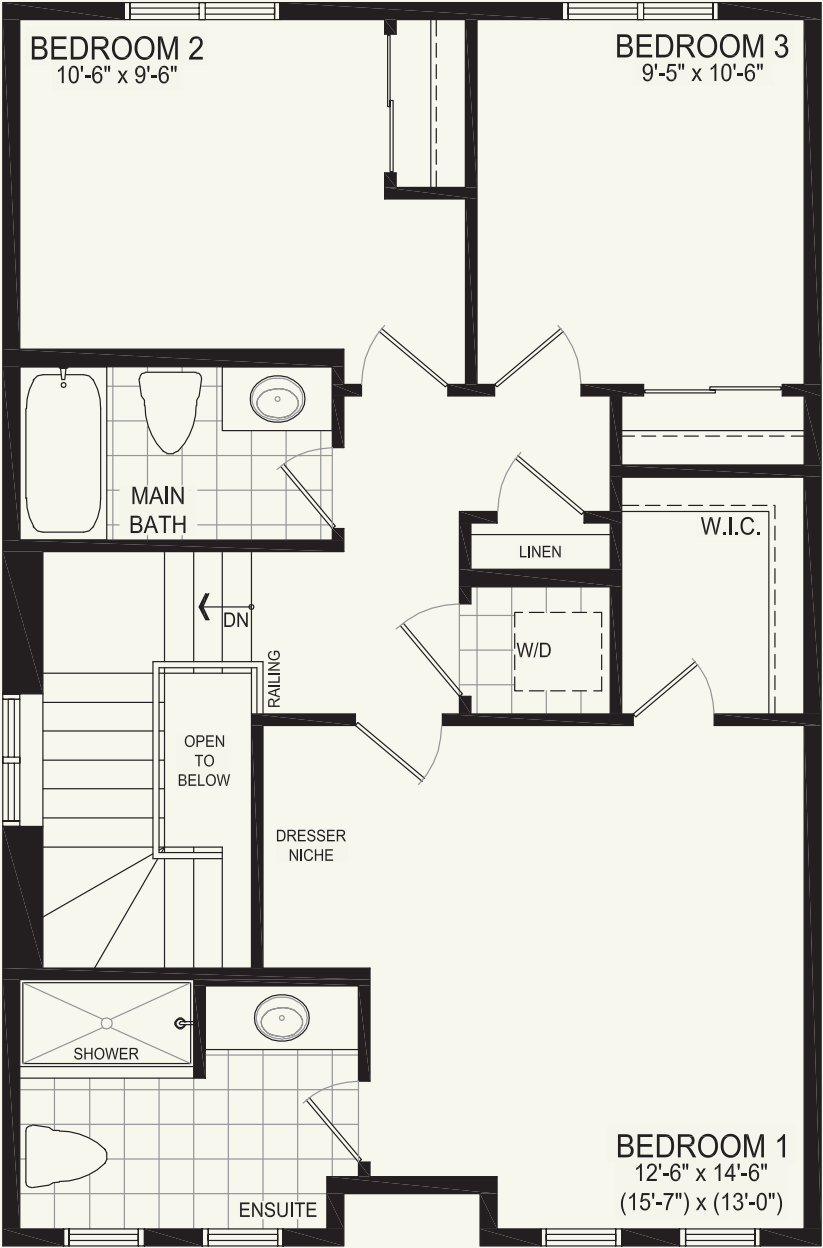 BEDROOM 2
10'-6" x 9'-6"
BEDROOM 3
9'-5" x 10'-6"
MAIN
BATH
W.I.C.
LINEN
DN
W/D
RAILING
OPEN
TO
BELOW
DRESSER
NICHE
SHOWER
BEDROOM 1
12'-6" x 14'-6"
(15'-7") x (13'-0")
ENSUITE